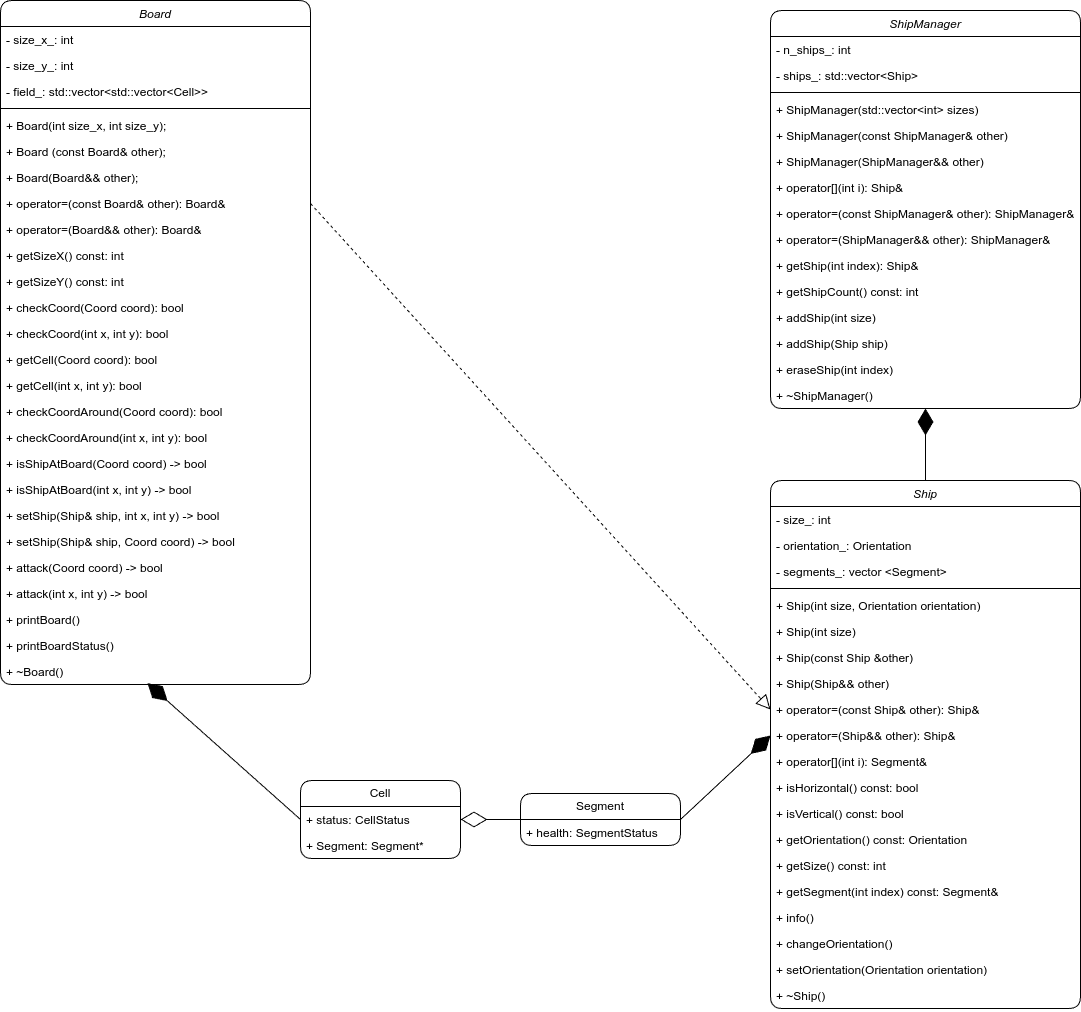 Board
- size_x_: int
- size_y_: int
- field_: std::vector<std::vector<Cell>>
+ Board(int size_x, int size_y);
+ Board (const Board& other);
+ Board(Board&& other);
+ operator=(const Board& other): Board&
+ operator=(Board&& other): Board&
+ getSizeX() const: int
+ getSizeY() const: int
+ checkCoord(Coord coord): bool
+ checkCoord(int x, int y): bool
+ getCell(Coord coord): bool
+ getCell(int x, int y): bool
+ checkCoordAround(Coord coord): bool
+ checkCoordAround(int x, int y): bool
+ isShipAtBoard(Coord coord) -> bool
+ isShipAtBoard(int x, int y) -> bool
+ setShip(Ship& ship, int x, int y) -> bool
+ setShip(Ship& ship, Coord coord) -> bool
+ attack(Coord coord) -> bool
+ attack(int x, int y) -> bool
+ printBoard()
+ printBoardStatus()
+ ~Board()
ShipManager
- n_ships_: int
- ships_: std::vector<Ship>
+ ShipManager(std::vector<int> sizes)
+ ShipManager(const ShipManager& other)
+ ShipManager(ShipManager&& other)
+ operator[](int i): Ship&
+ operator=(const ShipManager& other): ShipManager&
+ operator=(ShipManager&& other): ShipManager&
+ getShip(int index): Ship&
+ getShipCount() const: int
+ addShip(int size)
+ addShip(Ship ship)
+ eraseShip(int index)
+ ~ShipManager()
Ship
- size_: int
- orientation_: Orientation
- segments_: vector <Segment>
+ Ship(int size, Orientation orientation)
+ Ship(int size)
+ Ship(const Ship &other)
+ Ship(Ship&& other)
+ operator=(const Ship& other): Ship&
+ operator=(Ship&& other): Ship&
+ operator[](int i): Segment&
+ isHorizontal() const: bool
+ isVertical() const: bool
+ getOrientation() const: Orientation
+ getSize() const: int
+ getSegment(int index) const: Segment&
+ info()
+ changeOrientation()
+ setOrientation(Orientation orientation)
+ ~Ship()
Cell
+ status: CellStatus
+ Segment: Segment*
Segment
+ health: SegmentStatus